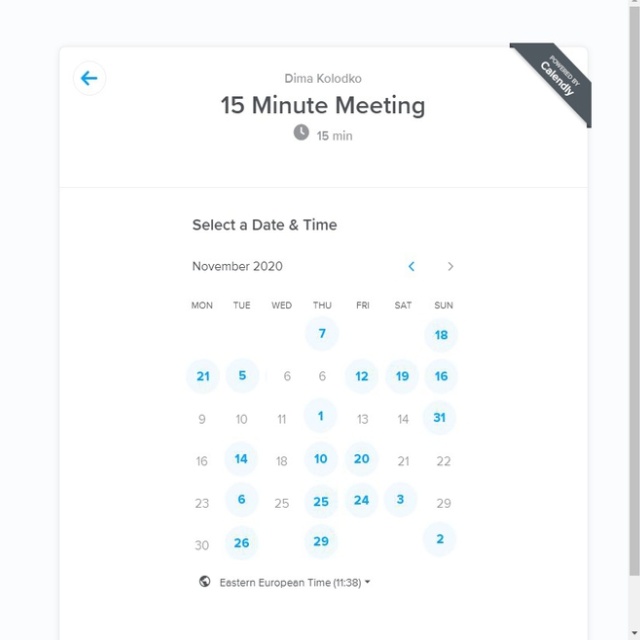 POWERED BY
Calendly
Dima Kolodko
15 Minute Meeting
15 min
Select a Date & Time
November 2020
MON TUE WED THU FRI SAT SUN
7 18
21 5 6 6 12 19 16
9 10 11 1 13 14 31
16 14 18 10 20 21 22
23 6 25 25 24 3 29
30 26 29 2
Eastern European Time (11:38)